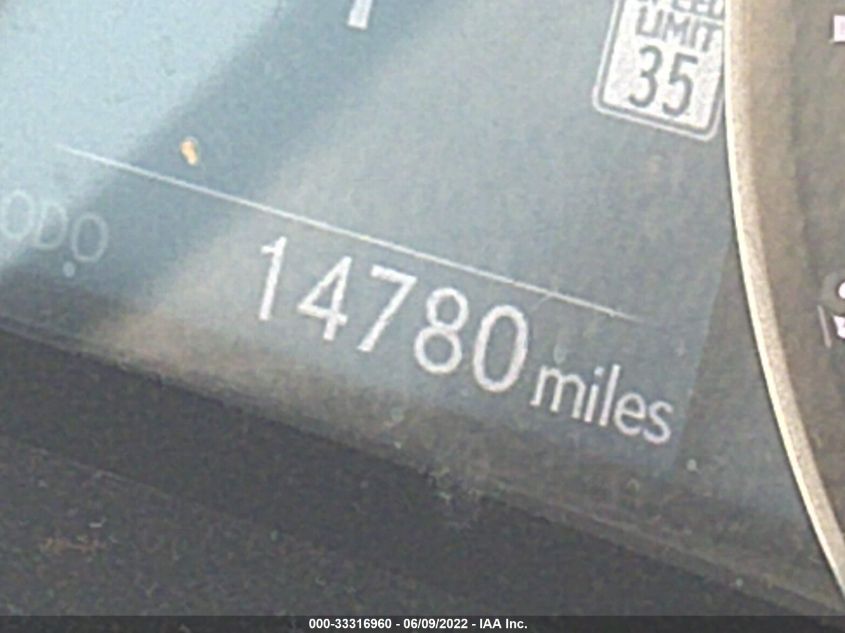 LIMIT
35
ODO
14780 miles
000-33316960 - 06/09/2022 - IAA Inc.